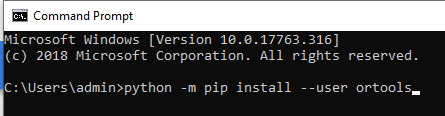 Command Prompt
Microsoft Windows [Version 10.0.17763.316]
(c) 2018 Microsoft Corporation. All rights reserved.
C:\Users\admin>python -m pip install --user ortools